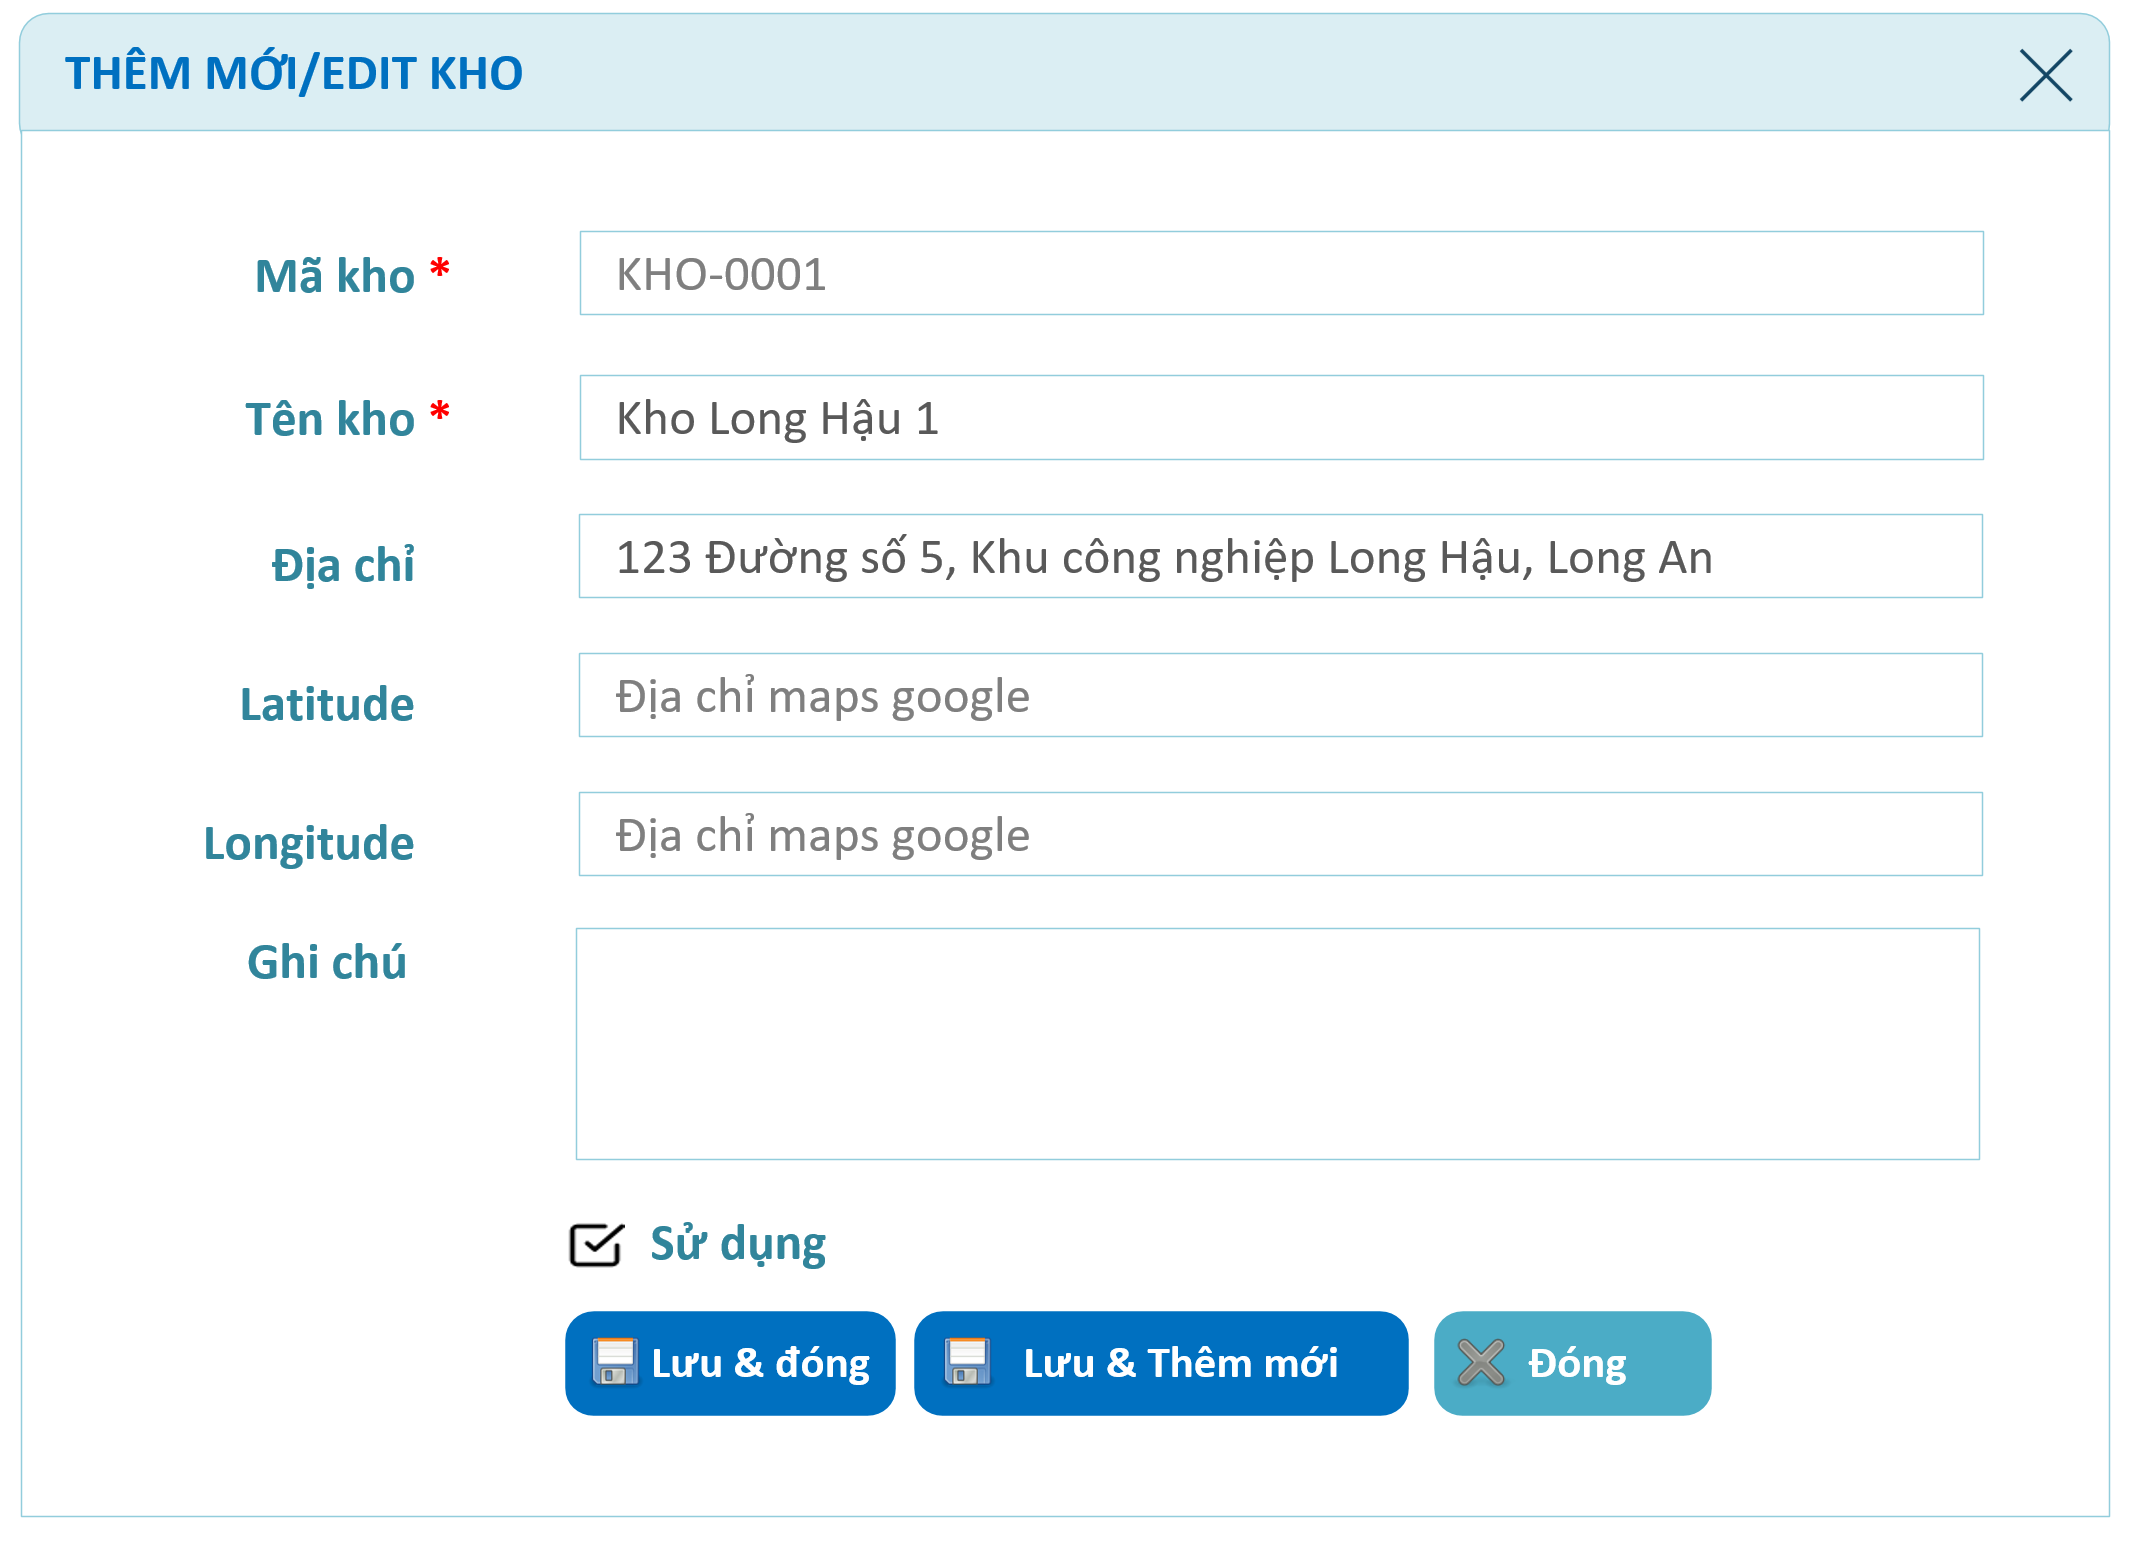 THÊM MỚI/EDIT KHO
Mã kho *
KHO-0001
Tên kho *
Kho Long Hậu 1
Địa chỉ
123 Đường số 5, Khu công nghiệp Long Hậu, Long An
Latitude
Địa chỉ maps google
Longitude
Địa chỉ maps google
Ghi chú
Sử dụng
Lưu & đóng
Lưu & Thêm mới
Đóng